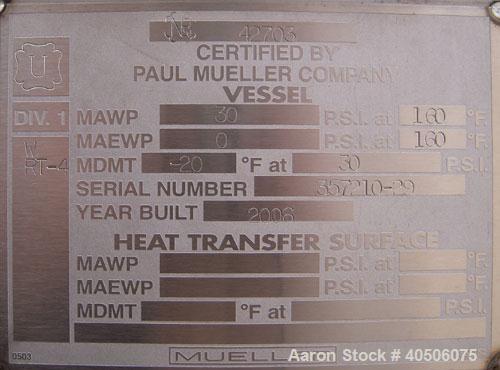 NB 42703
CERTIFIED BY
PAUL MUELLER COMPANY
U
VESSEL
DIV. 1 MAWP 30 P.S.I. at 160 °F.
MAEWP 0 P.S.I. at 160 °F.
W
RT-4 MDMT -20 °F at 30 P.S.I.
SERIAL NUMBER 357210-29
YEAR BUILT 2006
HEAT TRANSFER SURFACE
MAWP P.S.I. at °F.
MAEWP P.S.I. at °F.
MDMT °F at P.S.I.
0503 MUELLER
Aaron Stock # 40506075